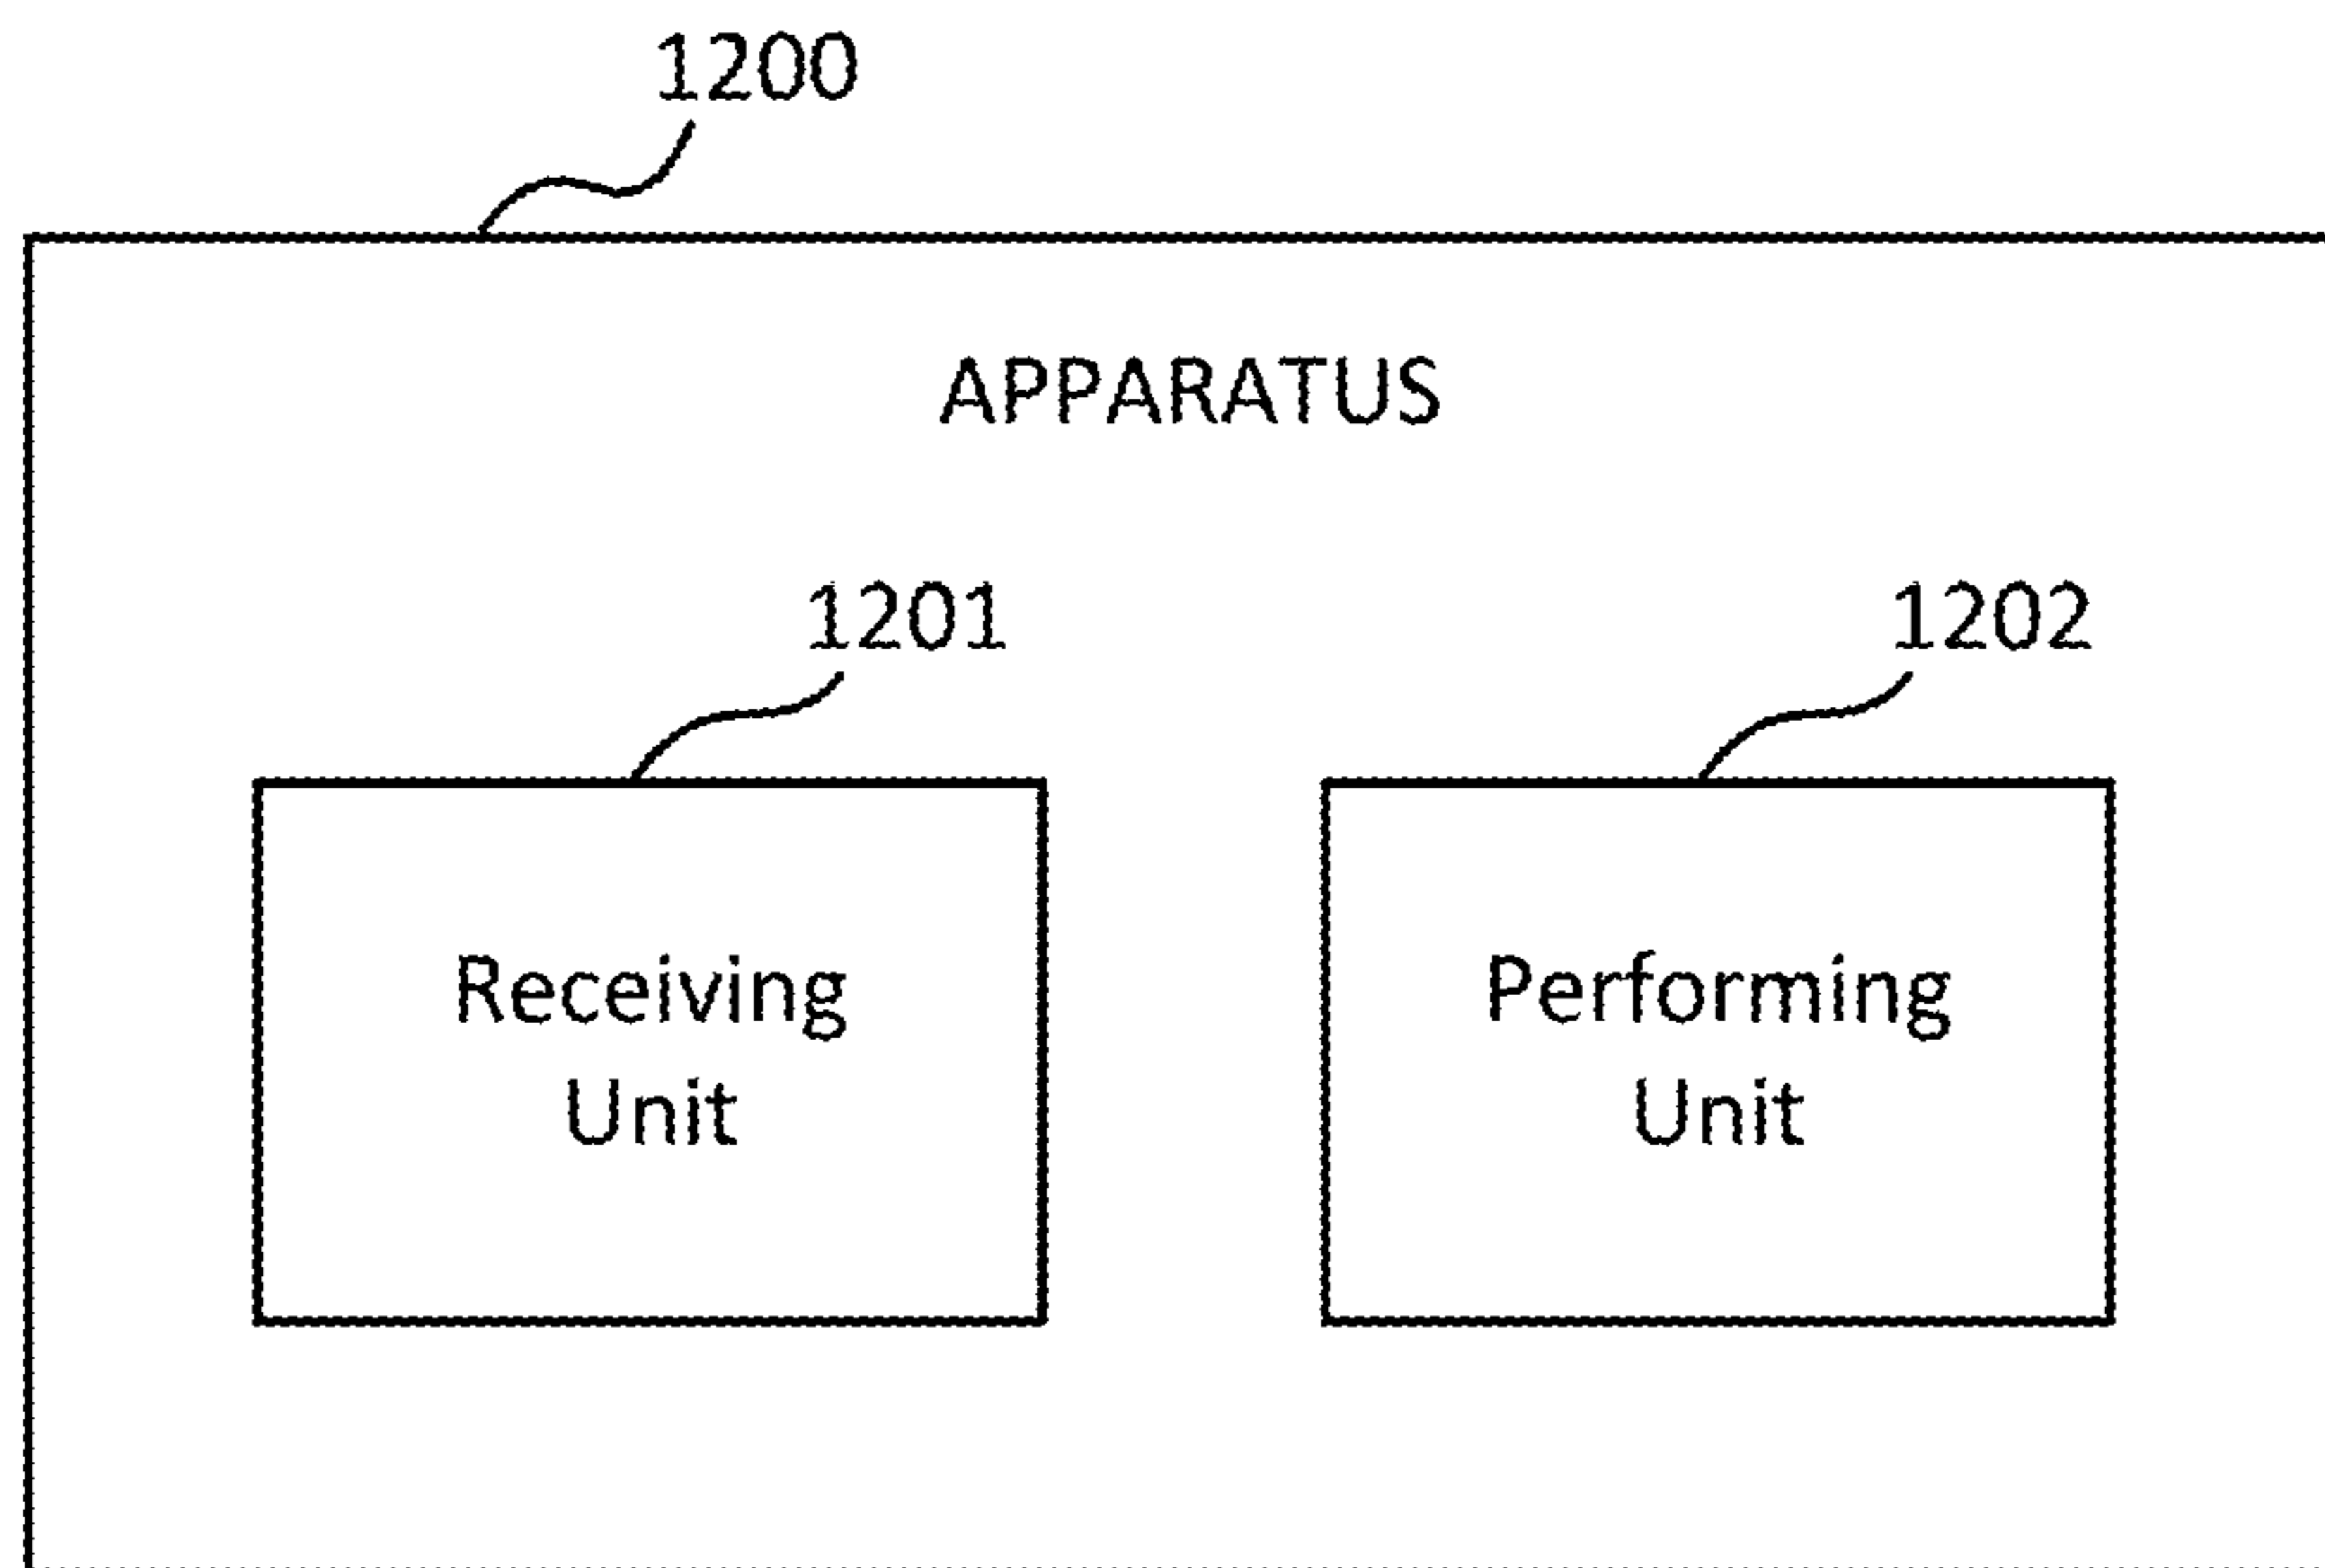 1200
APPARATUS
1201
1202
Receiving
Unit
Performing
Unit